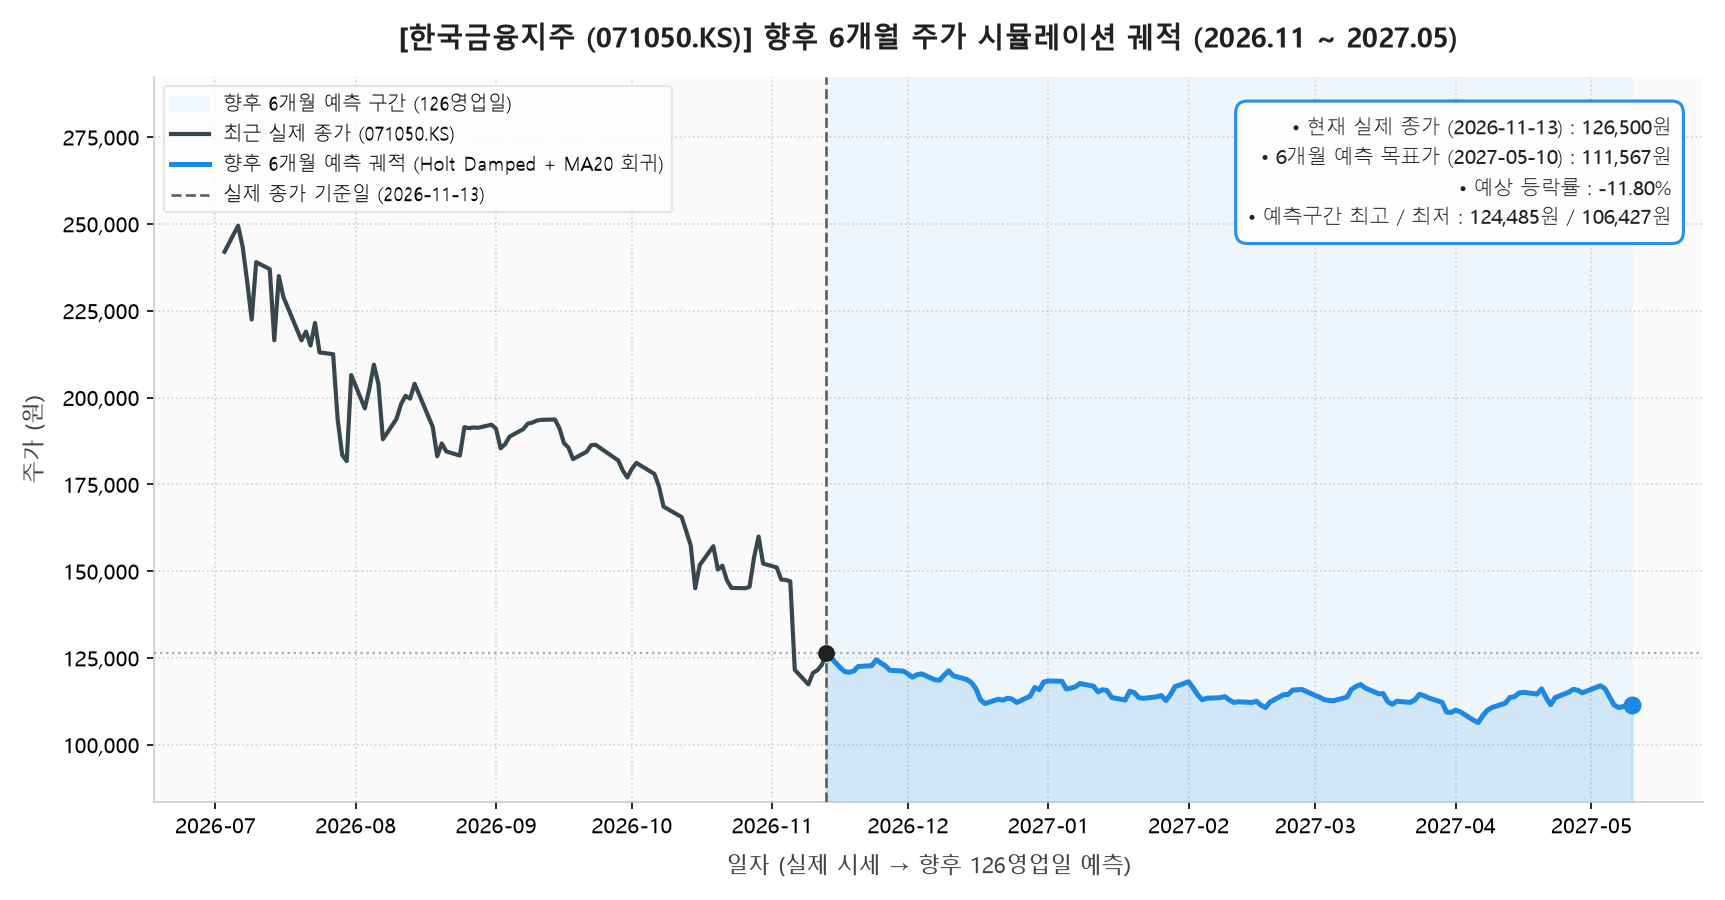 [한국금융지주 (071050.KS)] 향후 6개월 주가 시뮬레이션 궤적 (2026.11 ~ 2027.05)
향후 6개월 예측 구간 (126영업일)
최근 실제 종가 (071050.KS)
향후 6개월 예측 궤적 (Holt Damped + MA20 회귀)
실제 종가 기준일 (2026-11-13)
• 현재 실제 종가 (2026-11-13) : 126,500원
• 6개월 예측 목표가 (2027-05-10) : 111,567원
• 예상 등락률 : -11.80%
• 예측구간 최고 / 최저 : 124,485원 / 106,427원
주가 (원)
275,000
250,000
225,000
200,000
175,000
150,000
125,000
100,000
2026-07 2026-08 2026-09 2026-10 2026-11 2026-12 2027-01 2027-02 2027-03 2027-04 2027-05
일자 (실제 시세 → 향후 126영업일 예측)